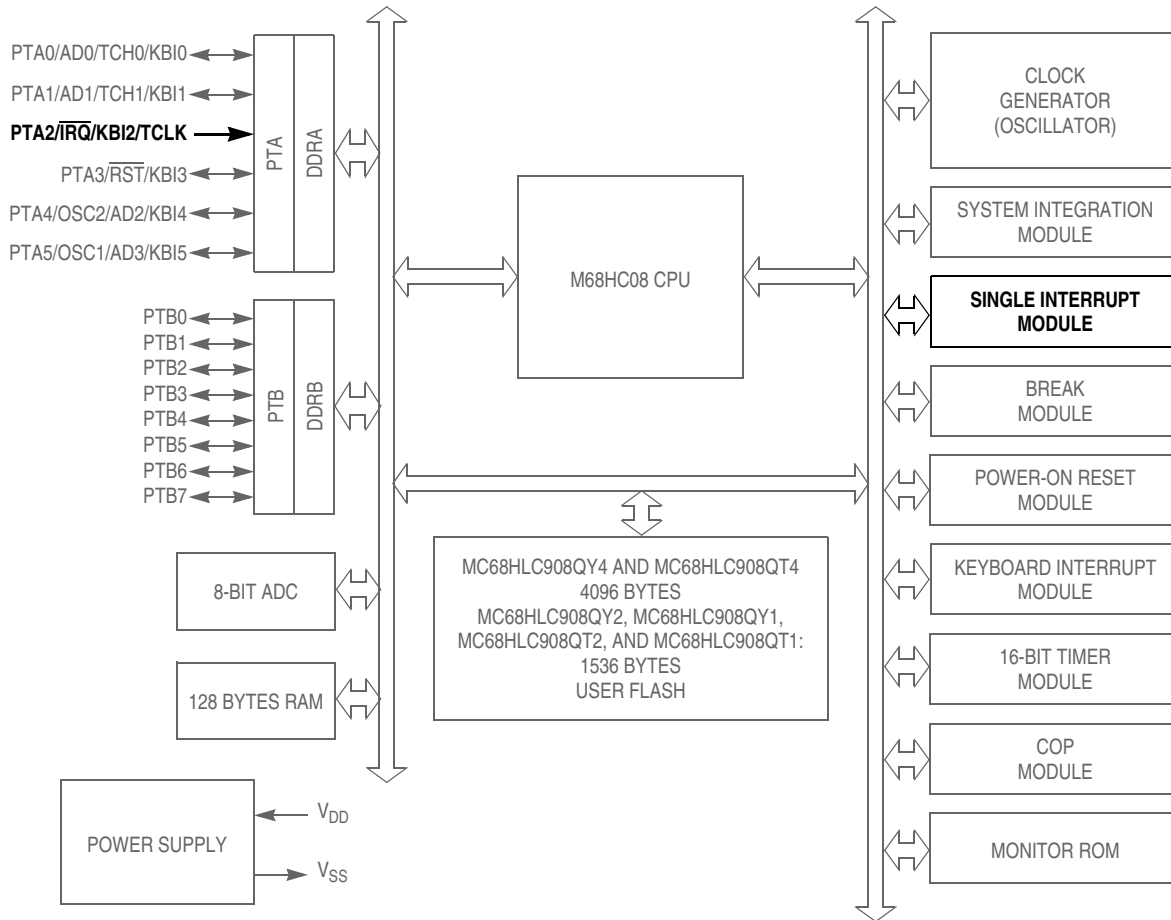 PTA0/AD0/TCH0/KBI0
PTA1/AD1/TCH1/KBI1
PTA2/I̅R̅Q̅/KBI2/TCLK
PTA3/R̅S̅T̅/KBI3
PTA4/OSC2/AD2/KBI4
PTA5/OSC1/AD3/KBI5
PTA
DDRA
PTB0
PTB1
PTB2
PTB3
PTB4
PTB5
PTB6
PTB7
PTB
DDRB
8-BIT ADC
128 BYTES RAM
POWER SUPPLY
VDD
VSS
M68HC08 CPU
MC68HLC908QY4 AND MC68HLC908QT4
4096 BYTES
MC68HLC908QY2, MC68HLC908QY1,
MC68HLC908QT2, AND MC68HLC908QT1:
1536 BYTES
USER FLASH
CLOCK
GENERATOR
(OSCILLATOR)
SYSTEM INTEGRATION
MODULE
SINGLE INTERRUPT
MODULE
BREAK
MODULE
POWER-ON RESET
MODULE
KEYBOARD INTERRUPT
MODULE
16-BIT TIMER
MODULE
COP
MODULE
MONITOR ROM